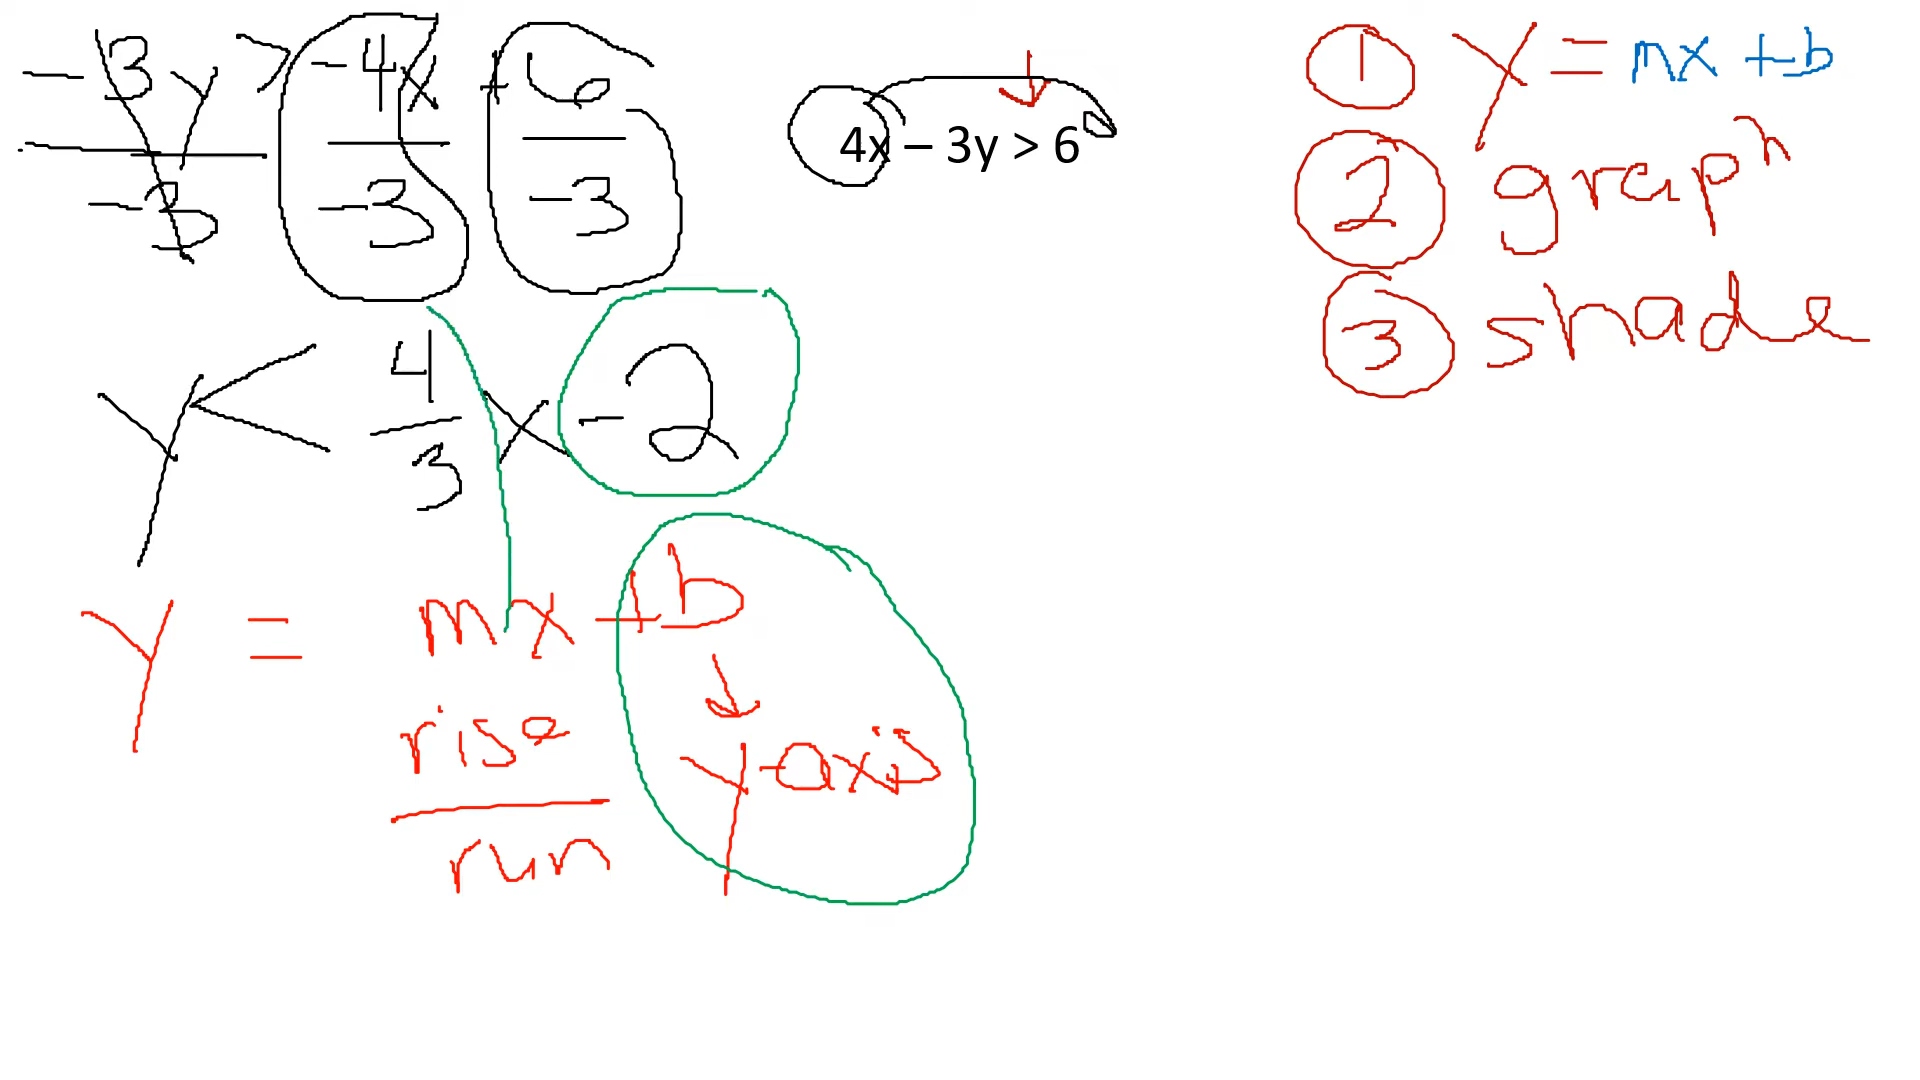 -3y > -4x + 6
-3 -3 -3
y < 4/3 x - 2
y = mx + b
rise
run
y-axis
4x – 3y > 6
1 y = mx + b
2 graph
3 shade